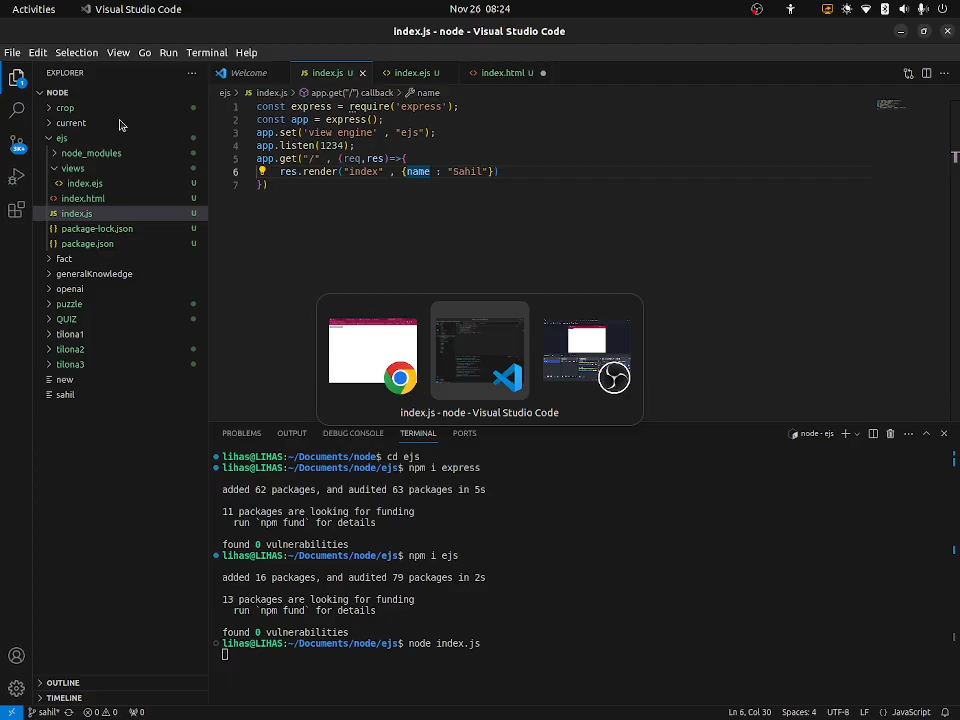 Activities
Visual Studio Code
Nov 26 08:24
index.js - node - Visual Studio Code
File Edit Selection View Go Run Terminal Help
EXPLORER
Welcome
JS index.js U
<> index.ejs U
<> index.html U
NODE
ejs > JS index.js > app.get("/") callback > name
crop
current
ejs
node_modules
views
<> index.ejs U
<> index.html U
JS index.js U
{} package-lock.json U
{} package.json U
fact
generalKnowledge
openai
puzzle
QUIZ
tilona1
tilona2
tilona3
new
sahil
OUTLINE
TIMELINE
1 const express = require('express');
2 const app = express();
3 app.set('view engine' , "ejs");
4 app.listen(1234);
5 app.get("/" , (req,res)=>{
6 res.render("index" , {name : "Sahil"})
7 })
index.js - node - Visual Studio Code
PROBLEMS OUTPUT DEBUG CONSOLE TERMINAL PORTS
node - ejs
lihas@LIHAS:~/Documents/node$ cd ejs
lihas@LIHAS:~/Documents/node/ejs$ npm i express
added 62 packages, and audited 63 packages in 5s
11 packages are looking for funding
run `npm fund` for details
found 0 vulnerabilities
lihas@LIHAS:~/Documents/node/ejs$ npm i ejs
added 16 packages, and audited 79 packages in 2s
13 packages are looking for funding
run `npm fund` for details
found 0 vulnerabilities
lihas@LIHAS:~/Documents/node/ejs$ node index.js
sahil* 0 0 0
Ln 6, Col 30 Spaces: 4 UTF-8 LF {} JavaScript